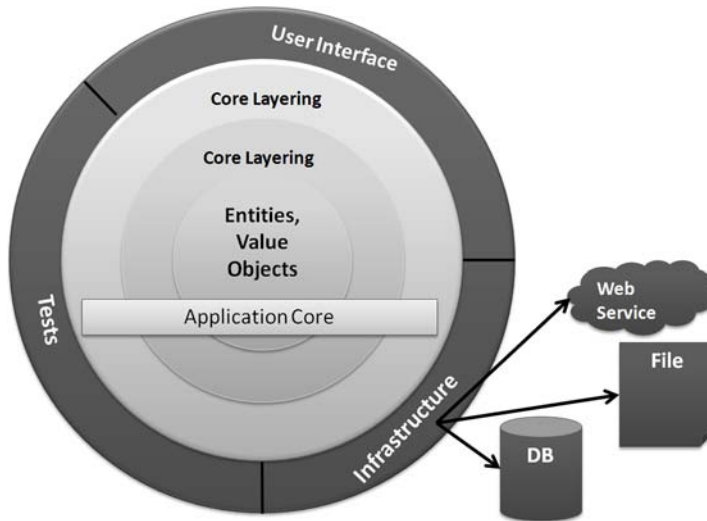 User Interface
Core Layering
Core Layering
Entities,
Value
Objects
Application Core
Tests
Infrastructure
Web
Service
File
DB